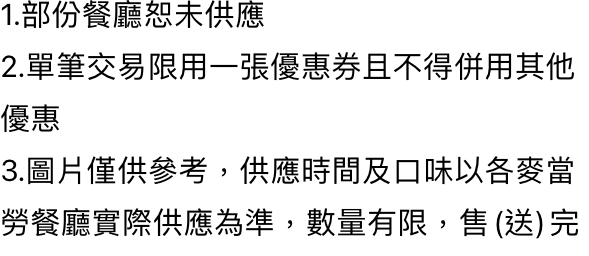 1.部份餐廳恕未供應
2.單筆交易限用一張優惠券且不得併用其他
優惠
3.圖片僅供參考，供應時間及口味以各麥當
勞餐廳實際供應為準，數量有限，售(送)完